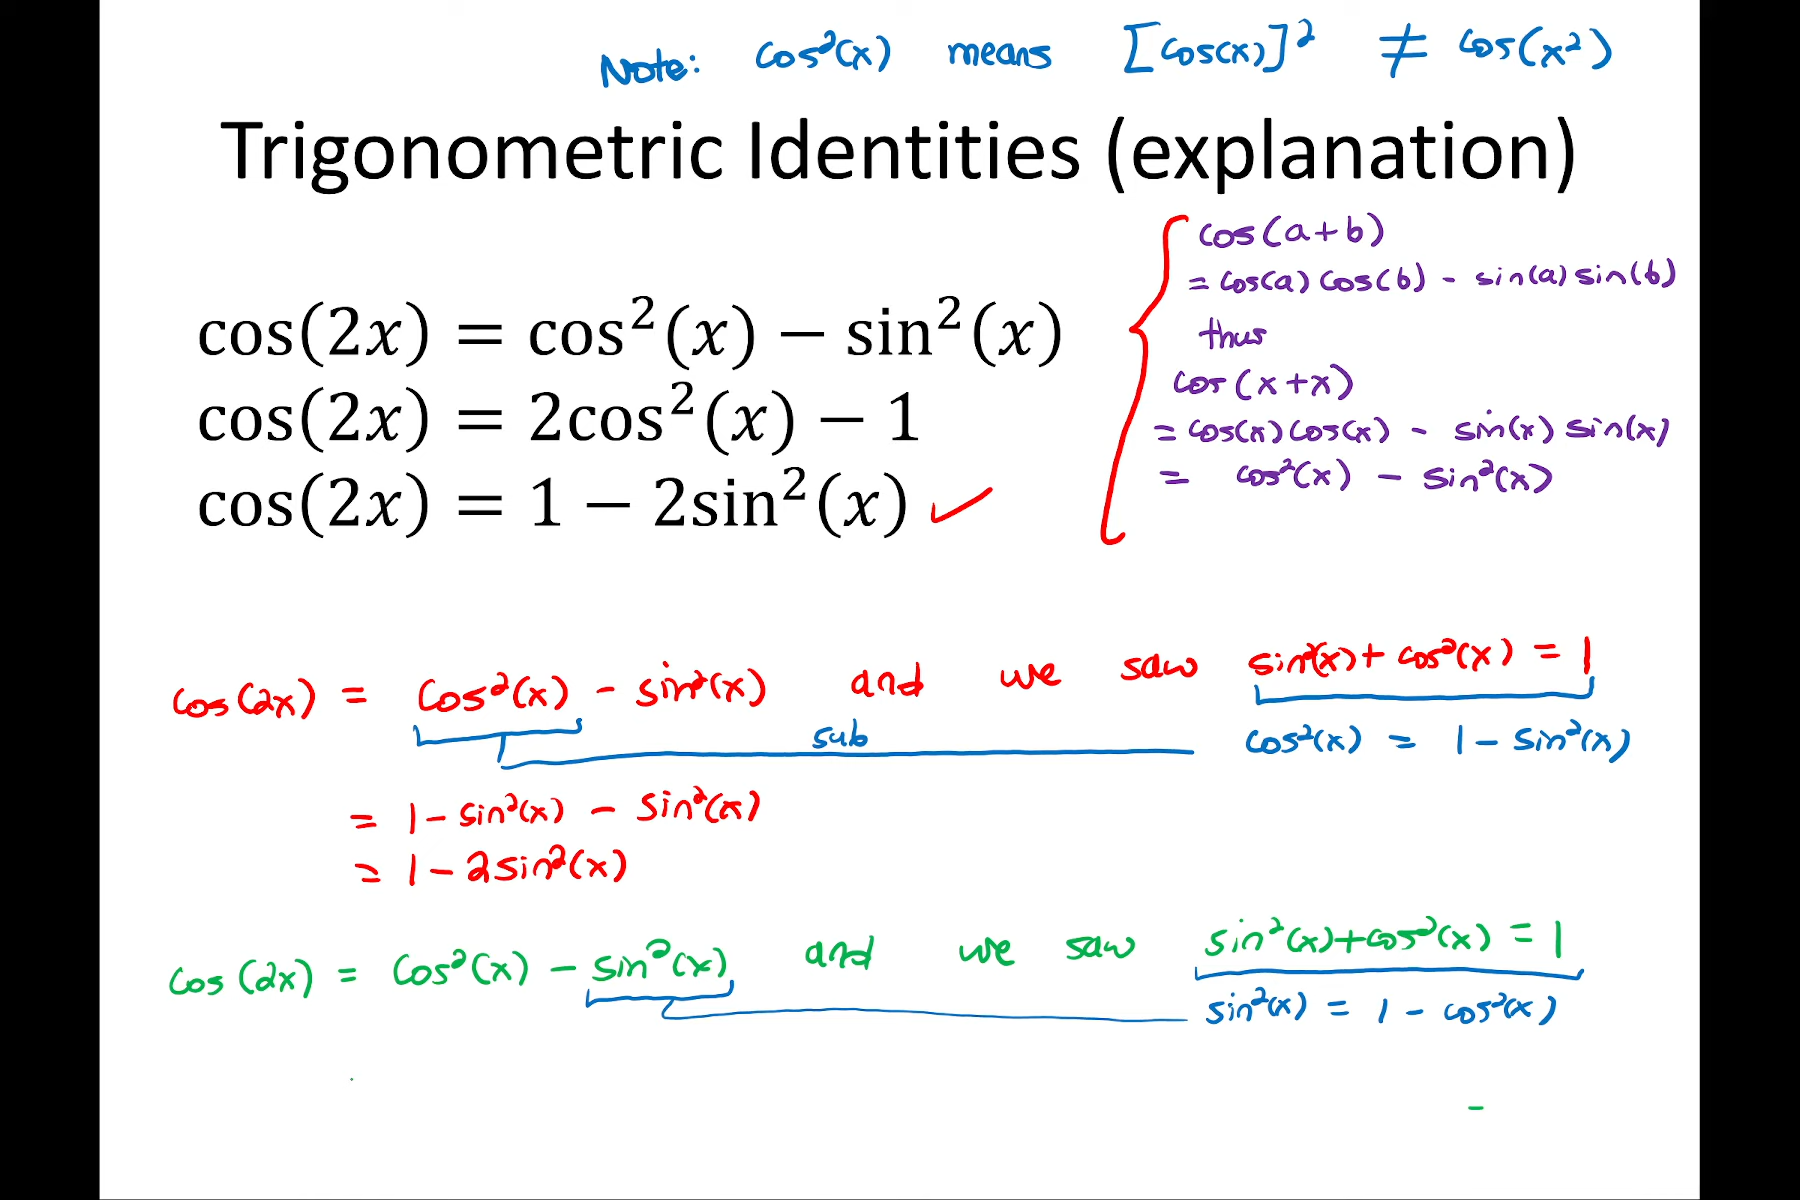 Note: cos²(x) means [cos(x)]² ≠ cos(x²)
Trigonometric Identities (explanation)
cos(2x) = cos²(x) − sin²(x)
cos(2x) = 2cos²(x) − 1
cos(2x) = 1 − 2sin²(x) ✓
cos(a+b)
= cos(a) cos(b) - sin(a) sin(b)
thus
cos(x+x)
= cos(x) cos(x) - sin(x) sin(x)
= cos²(x) - sin²(x)
cos(2x) = cos²(x) - sin²(x) and we saw sin²(x) + cos²(x) = 1
sub cos²(x) = 1 - sin²(x)
= 1 - sin²(x) - sin²(x)
= 1 - 2sin²(x)
cos(2x) = cos²(x) - sin²(x) and we saw sin²(x) + cos²(x) = 1
sin²(x) = 1 - cos²(x)